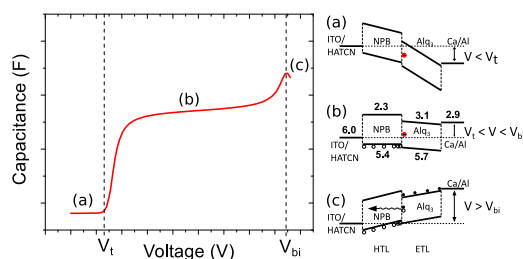 Capacitance (F)
(a)
(b)
(c)
V_t
Voltage (V)
V_bi
(a)
ITO/
HATCN
NPB
Alq₃
Ca/Al
V < V_t
(b)
2.3
3.1
2.9
6.0
ITO/
HATCN
NPB
Alq₃
V_t < V < V_b
5.4
5.7
Ca/Al
(c)
Ca/Al
ITO/
HATCN
NPB
Alq₃
V > V_bi
HTL
ETL